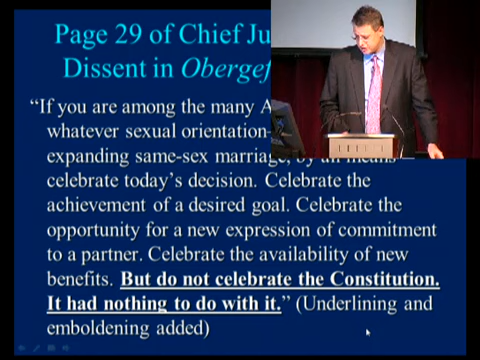 Page 29 of Chief Ju
Dissent in Obergef
“If you are among the many A
whatever sexual orientation—
expanding same-sex marriage, by all means
celebrate today’s decision. Celebrate the
achievement of a desired goal. Celebrate the
opportunity for a new expression of commitment
to a partner. Celebrate the availability of new
benefits. But do not celebrate the Constitution.
It had nothing to do with it.” (Underlining and
emboldening added)